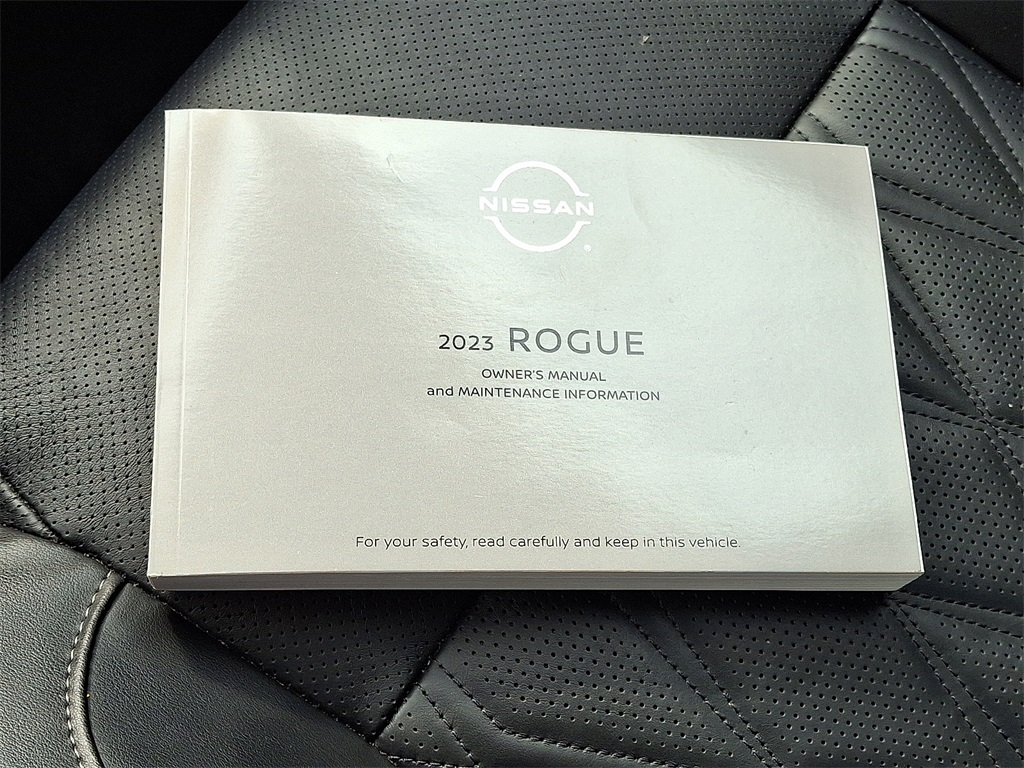 NISSAN
2023 ROGUE
OWNER'S MANUAL
and MAINTENANCE INFORMATION
For your safety, read carefully and keep in this vehicle.